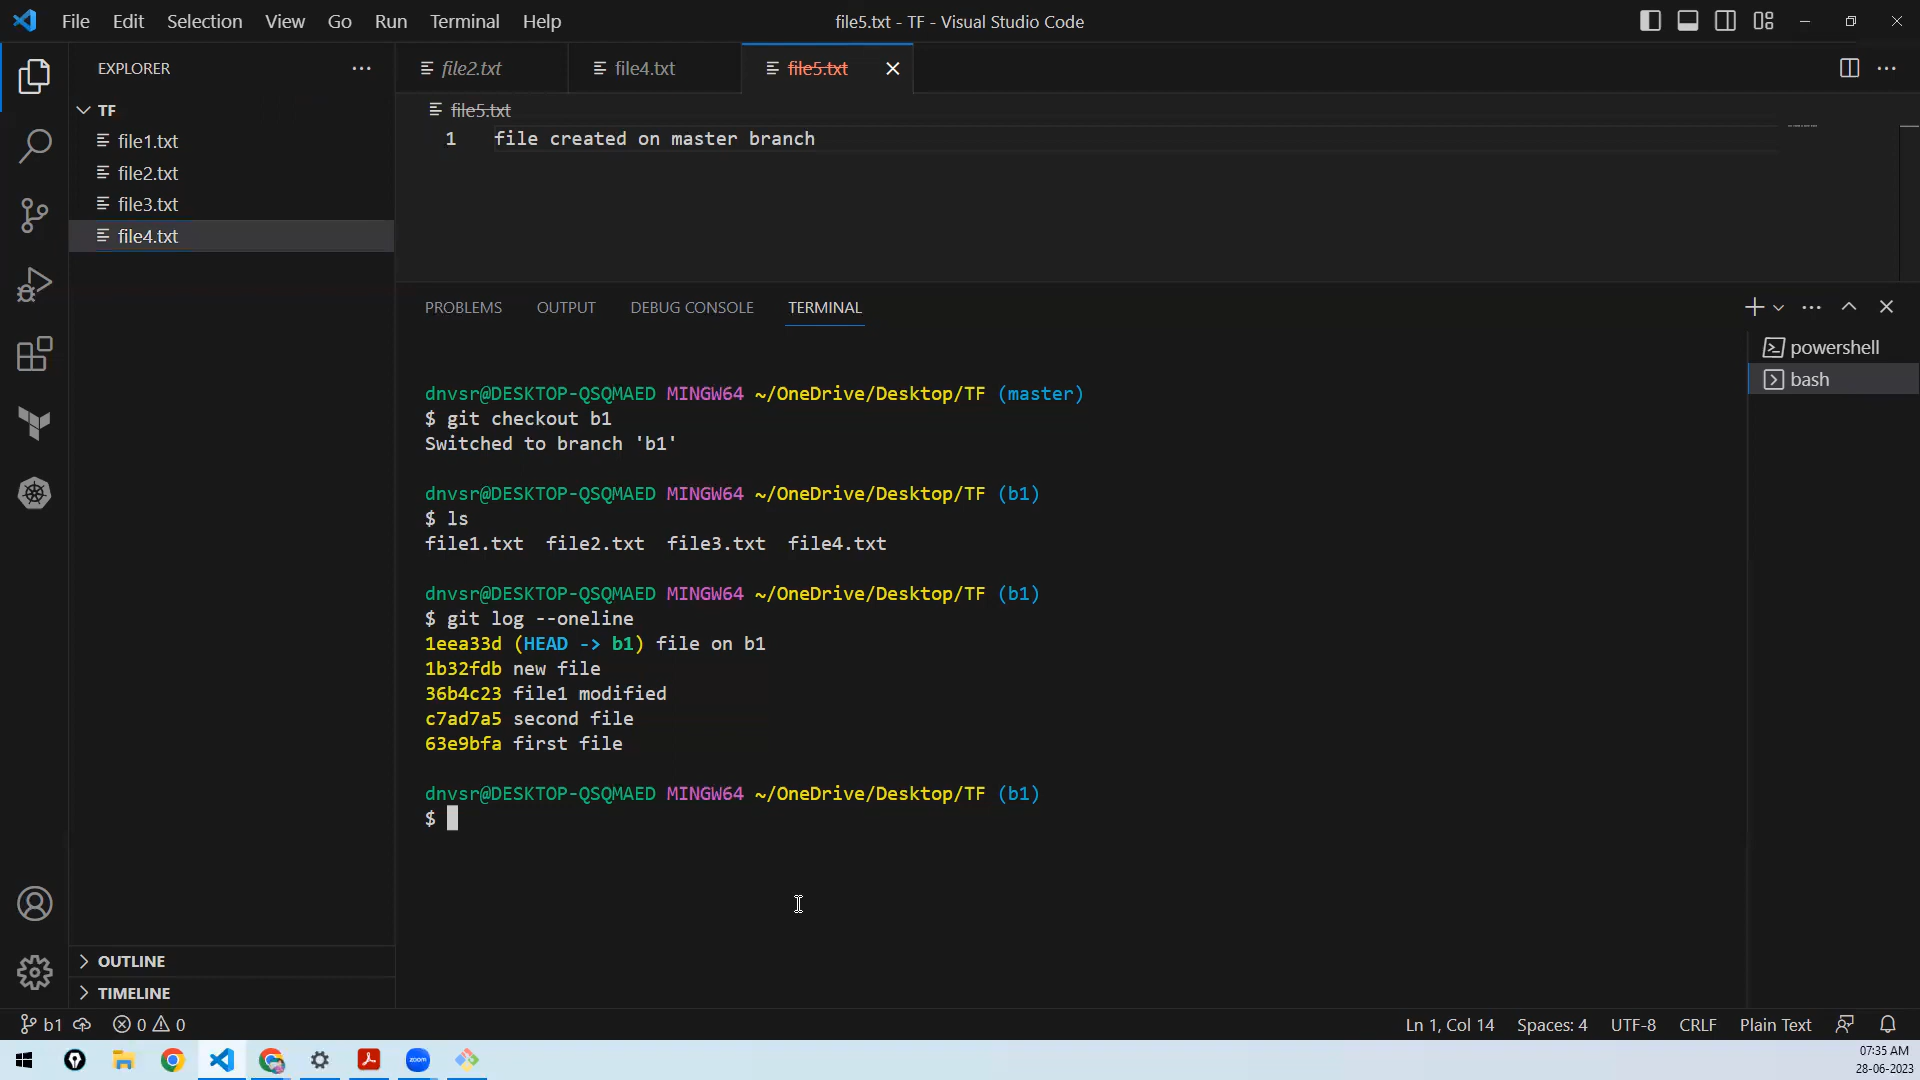 File Edit Selection View Go Run Terminal Help
file5.txt - TF - Visual Studio Code
EXPLORER
file2.txt
file4.txt
file5.txt
TF
file1.txt
file2.txt
file3.txt
file4.txt
file5.txt
1 file created on master branch
PROBLEMS OUTPUT DEBUG CONSOLE TERMINAL
powershell
bash
dnvsr@DESKTOP-QSQMAED MINGW64 ~/OneDrive/Desktop/TF (master)
$ git checkout b1
Switched to branch 'b1'
dnvsr@DESKTOP-QSQMAED MINGW64 ~/OneDrive/Desktop/TF (b1)
$ ls
file1.txt file2.txt file3.txt file4.txt
dnvsr@DESKTOP-QSQMAED MINGW64 ~/OneDrive/Desktop/TF (b1)
$ git log --oneline
1eea33d (HEAD -> b1) file on b1
1b32fdb new file
36b4c23 file1 modified
c7ad7a5 second file
63e9bfa first file
dnvsr@DESKTOP-QSQMAED MINGW64 ~/OneDrive/Desktop/TF (b1)
$
OUTLINE
TIMELINE
b1 0 0
Ln 1, Col 14 Spaces: 4 UTF-8 CRLF Plain Text
zoom
07:35 AM
28-06-2023